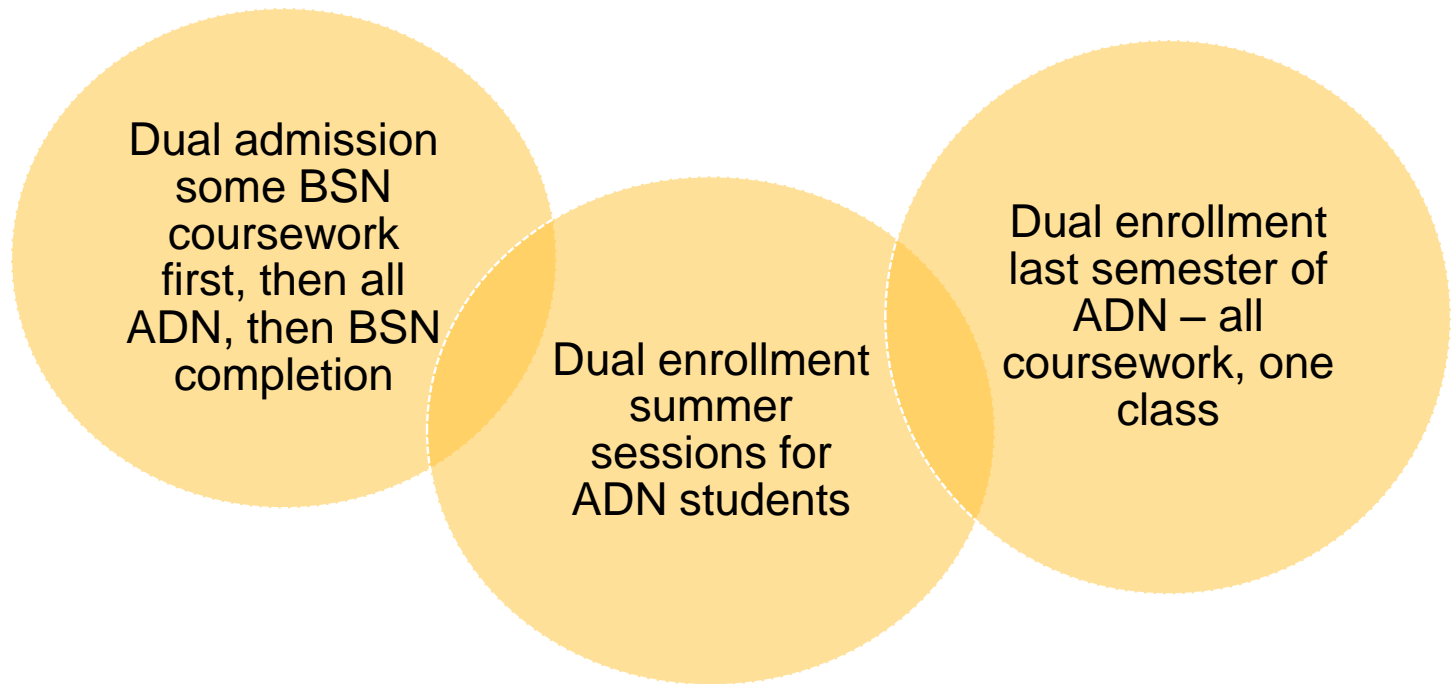 Dual admission
some BSN
coursework
first, then all
ADN, then BSN
completion
Dual enrollment
summer
sessions for
ADN students
Dual enrollment
last semester of
ADN – all
coursework, one
class